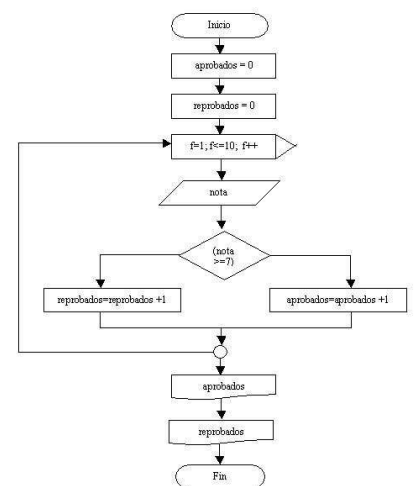 Inicio
aprobados = 0
reprobados = 0
f=1; f<=10; f++
nota
(nota
>=7)
reprobados=reprobados +1
aprobados=aprobados +1
aprobados
reprobados
Fin